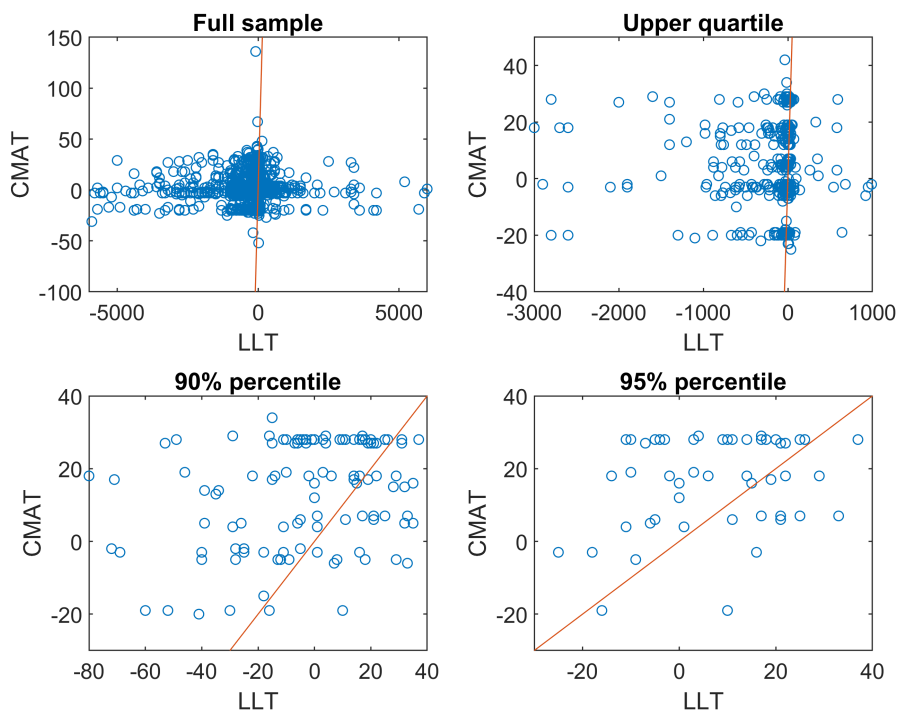 Full sample
150
100
50
0
-50
-100
CMAT
-5000 0 5000
LLT
Upper quartile
40
20
0
-20
-40
CMAT
-3000 -2000 -1000 0 1000
LLT
90% percentile
40
20
0
-20
CMAT
-80 -60 -40 -20 0 20 40
LLT
95% percentile
40
20
0
-20
CMAT
-20 0 20 40
LLT